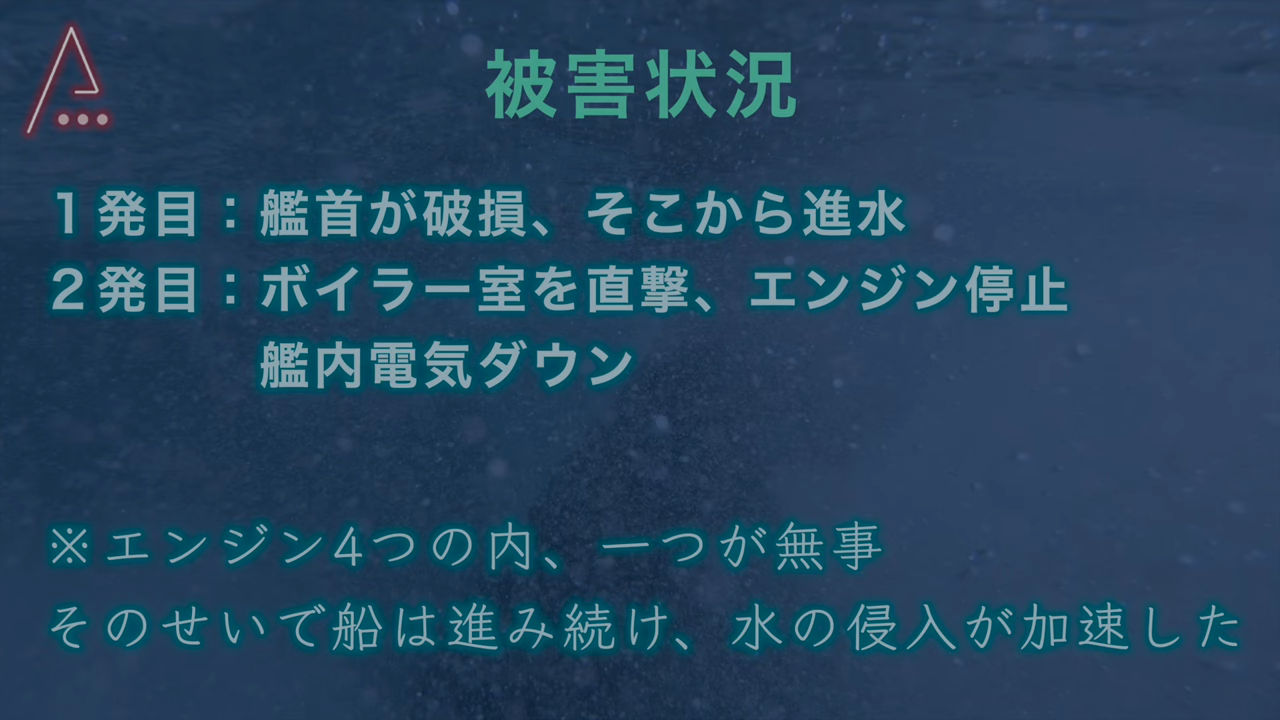 被害状況
１発目：艦首が破損、そこから進水
２発目：ボイラー室を直撃、エンジン停止
艦内電気ダウン
※エンジン4つの内、一つが無事
そのせいで船は進み続け、水の侵入が加速した